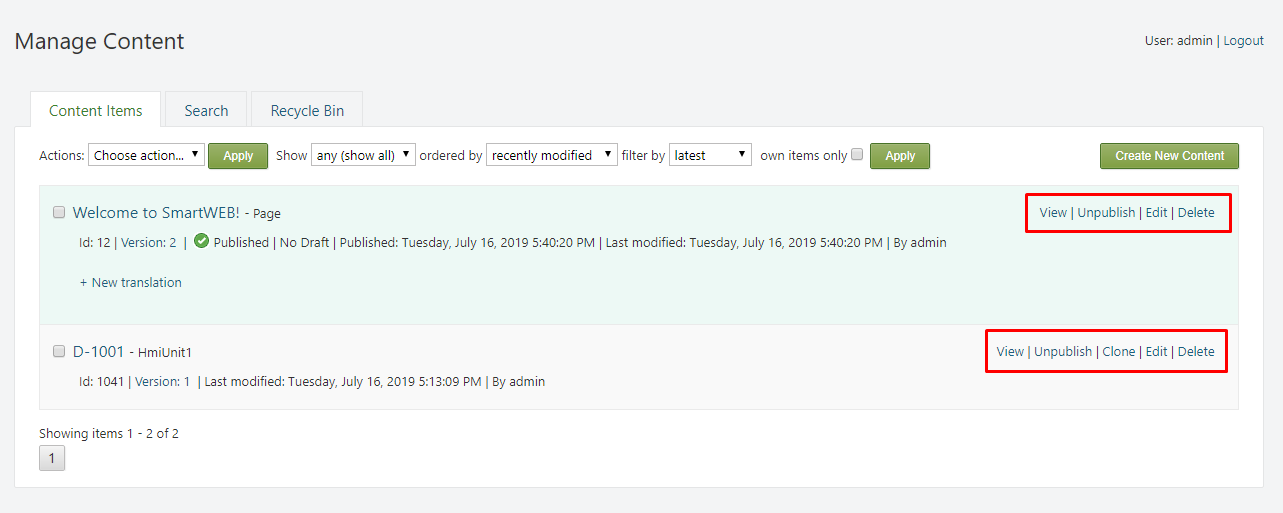 Manage Content
User: admin | Logout
Content Items Search Recycle Bin
Actions: Choose action... Apply Show any (show all) ordered by recently modified filter by latest own items only Apply Create New Content
Welcome to SmartWEB! - Page View | Unpublish | Edit | Delete
Id: 12 | Version: 2 | Published | No Draft | Published: Tuesday, July 16, 2019 5:40:20 PM | Last modified: Tuesday, July 16, 2019 5:40:20 PM | By admin
+ New translation
D-1001 - HmiUnit1 View | Unpublish | Clone | Edit | Delete
Id: 1041 | Version: 1 | Last modified: Tuesday, July 16, 2019 5:13:09 PM | By admin
Showing items 1 - 2 of 2
1